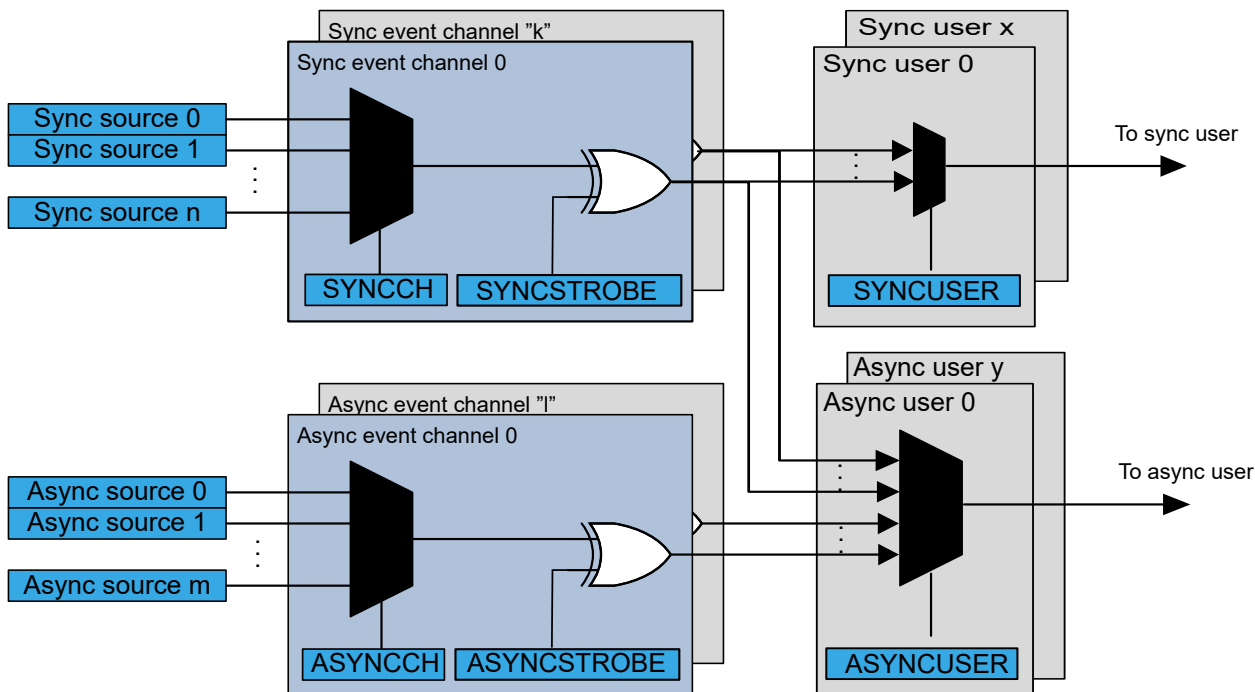 Sync event channel "k"
Sync event channel 0
Sync source 0
Sync source 1
Sync source n
SYNCCH
SYNCSTROBE
Sync user x
Sync user 0
SYNCUSER
To sync user
Async event channel "l"
Async event channel 0
Async source 0
Async source 1
Async source m
ASYNCCH
ASYNCSTROBE
Async user y
Async user 0
ASYNCUSER
To async user